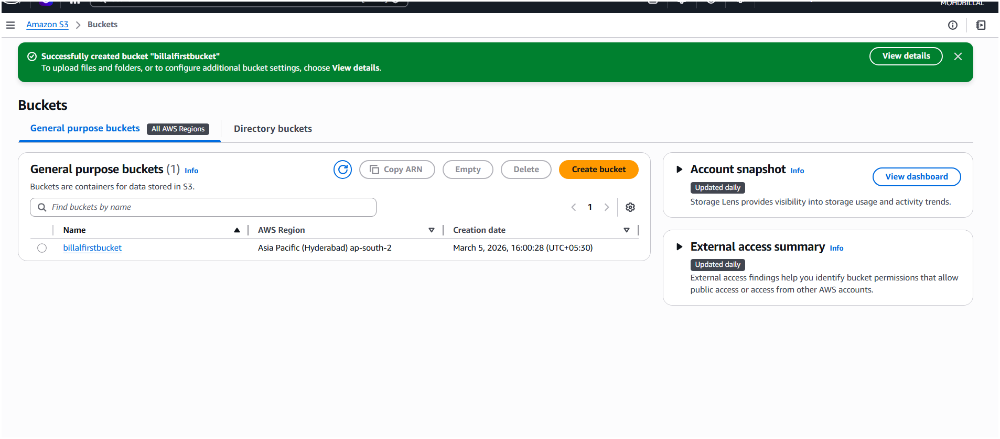 MOHDBILLAL
Amazon S3 > Buckets
Successfully created bucket "billalfirstbucket"
To upload files and folders, or to configure additional bucket settings, choose View details.
View details
Buckets
General purpose buckets All AWS Regions Directory buckets
General purpose buckets (1) Info
Copy ARN Empty Delete Create bucket
Buckets are containers for data stored in S3.
Find buckets by name
1
Name AWS Region Creation date
billalfirstbucket Asia Pacific (Hyderabad) ap-south-2 March 5, 2026, 16:00:28 (UTC+05:30)
Account snapshot Info
View dashboard
Updated daily
Storage Lens provides visibility into storage usage and activity trends.
External access summary Info
Updated daily
External access findings help you identify bucket permissions that allow
public access or access from other AWS accounts.